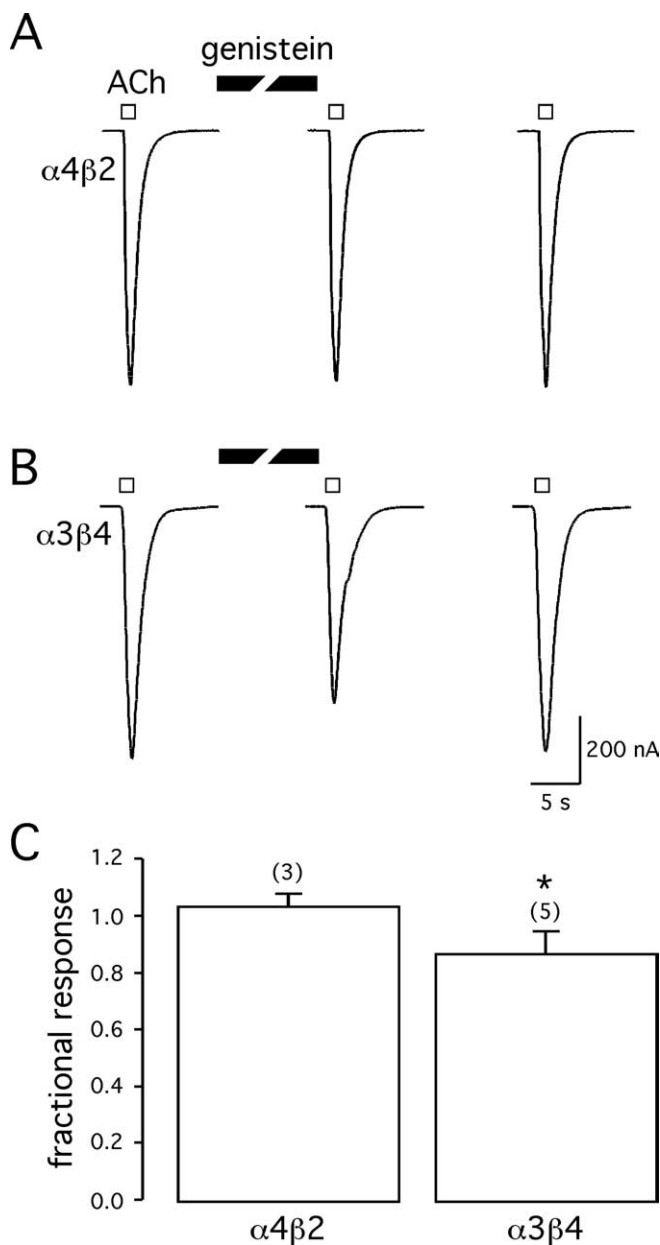 A
genistein
ACh
α4β2
B
α3β4
200 nA
5 s
C
fractional response
1.2
1.0
0.8
0.6
0.4
0.2
0.0
(3)
*
(5)
α4β2
α3β4